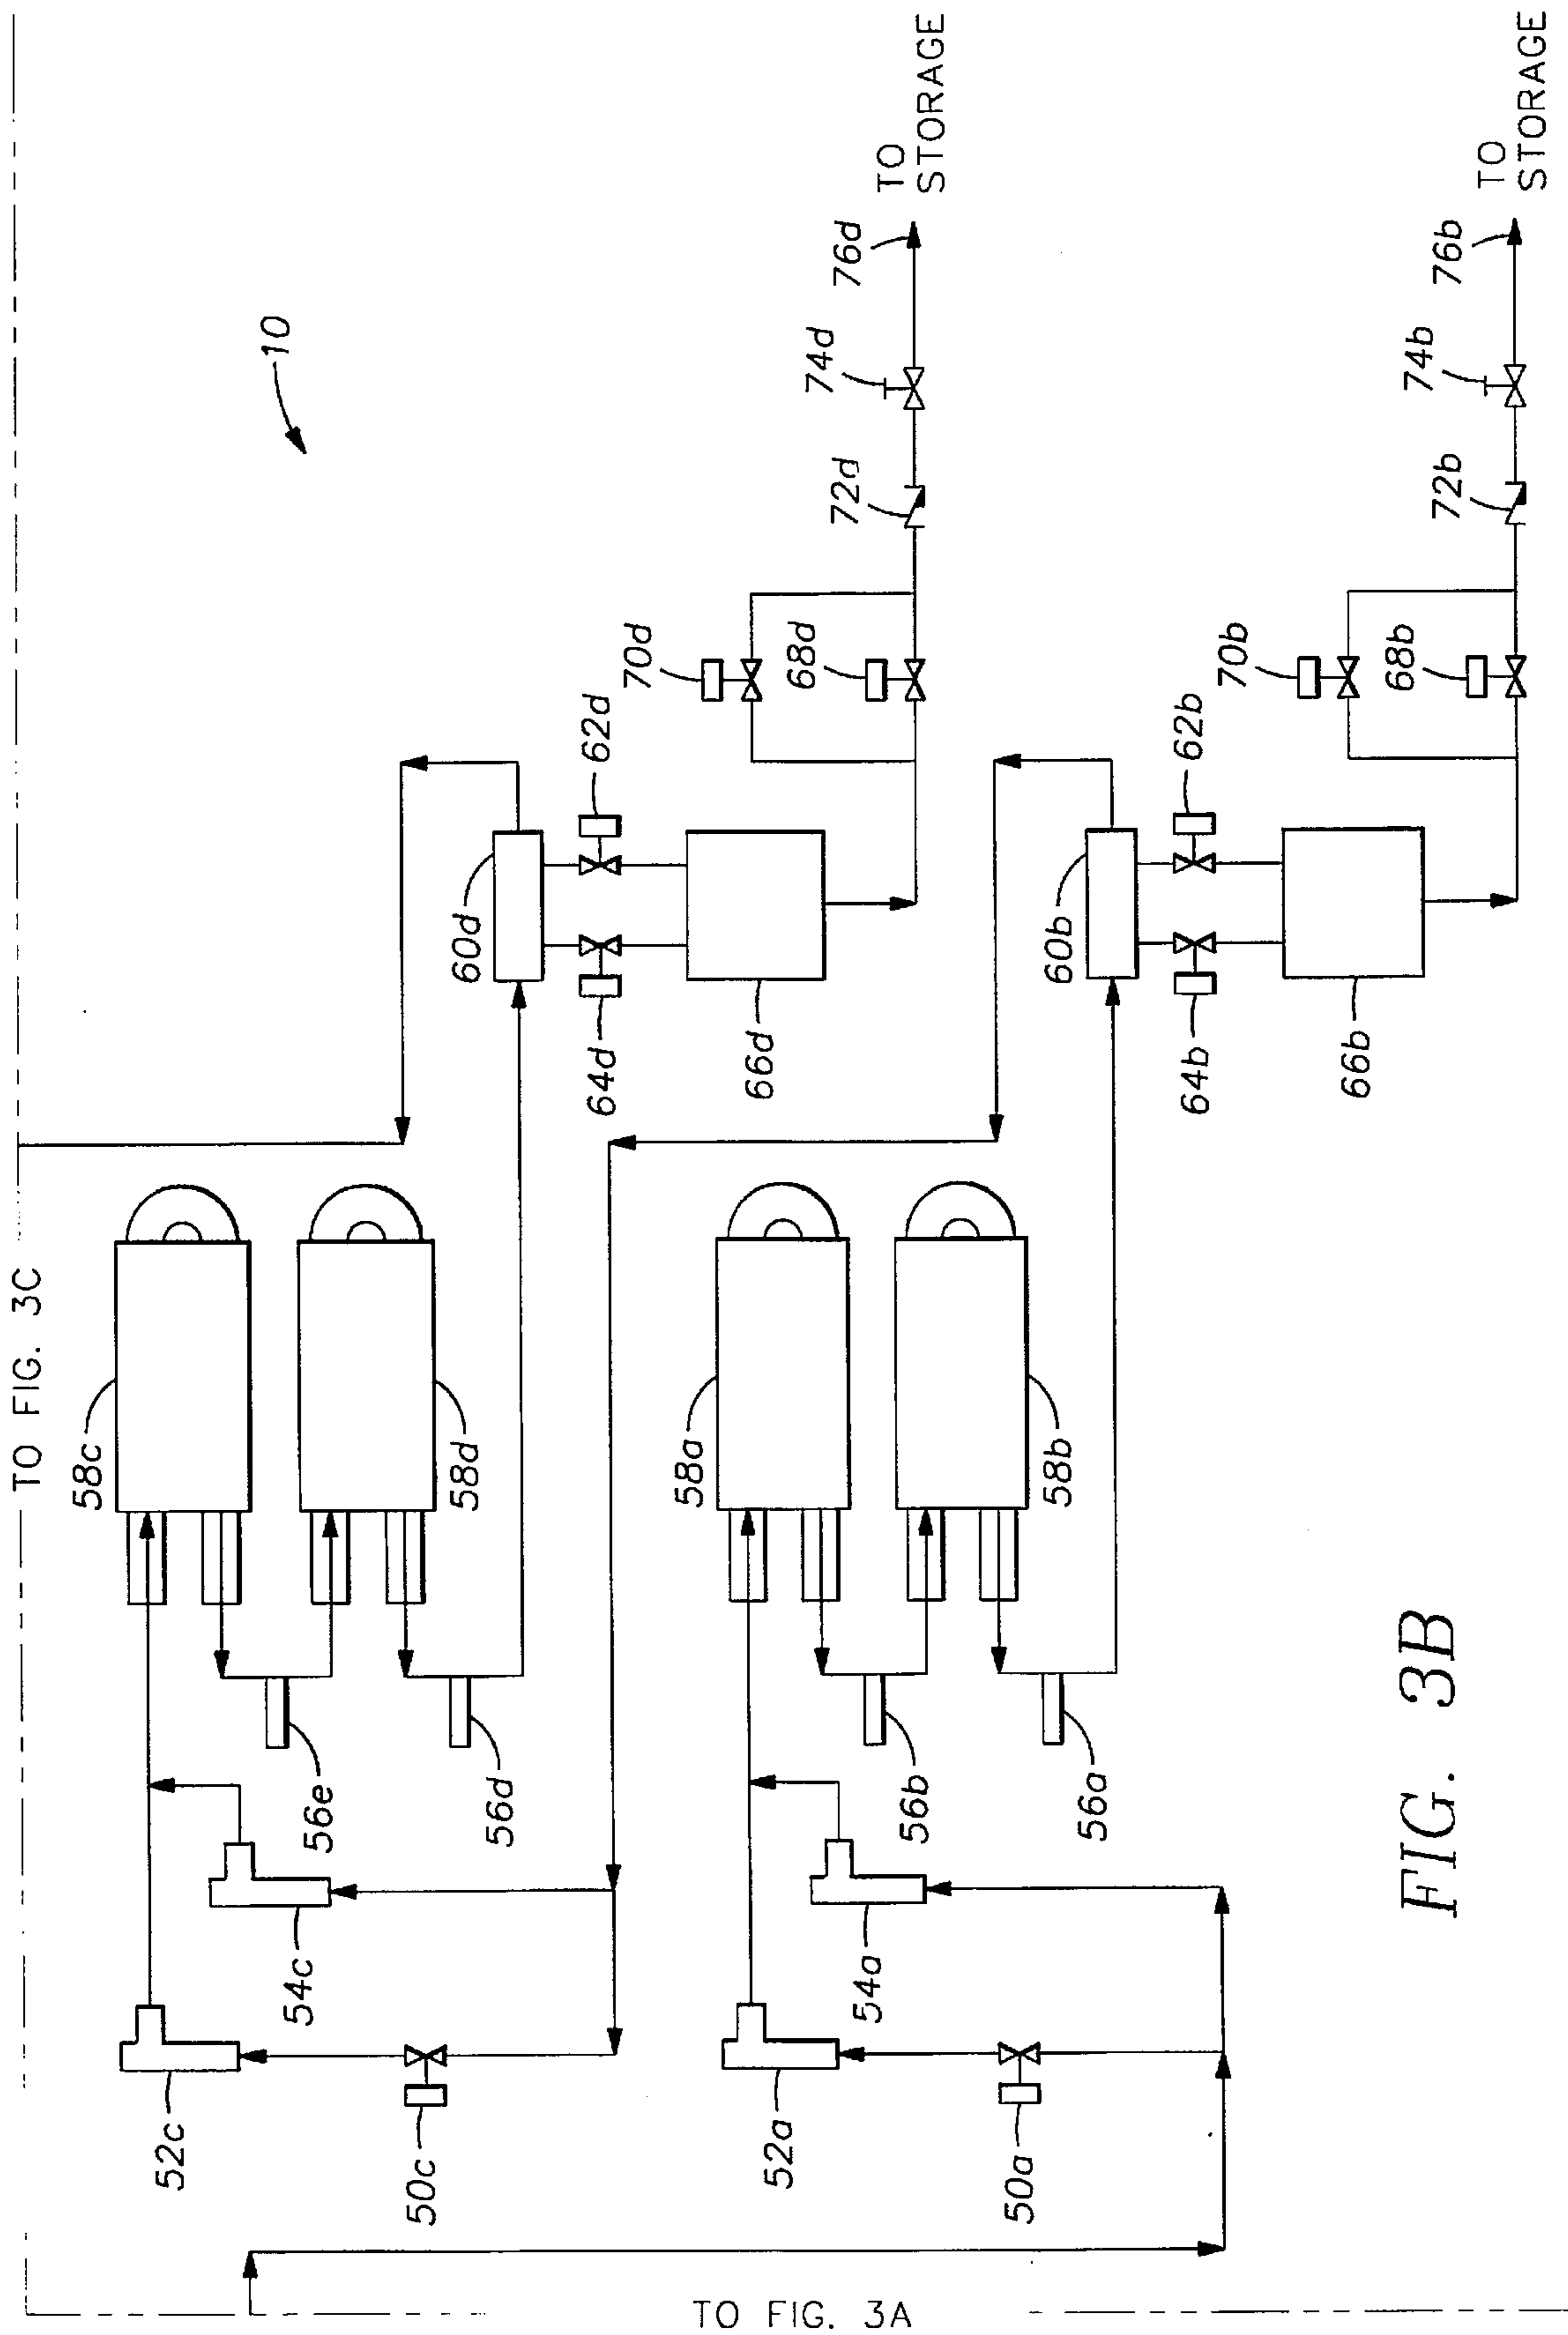 TO FIG. 3C
10
58c
58d
52c
54c
56e
56d
50c
60d
62d
64d
66d
70d
68d
72d
74d
76d
TO
STORAGE
58a
58b
52a
54a
56b
56a
50a
60b
62b
64b
66b
70b
68b
72b
74b
76b
TO
STORAGE
TO FIG. 3A
FIG. 3B